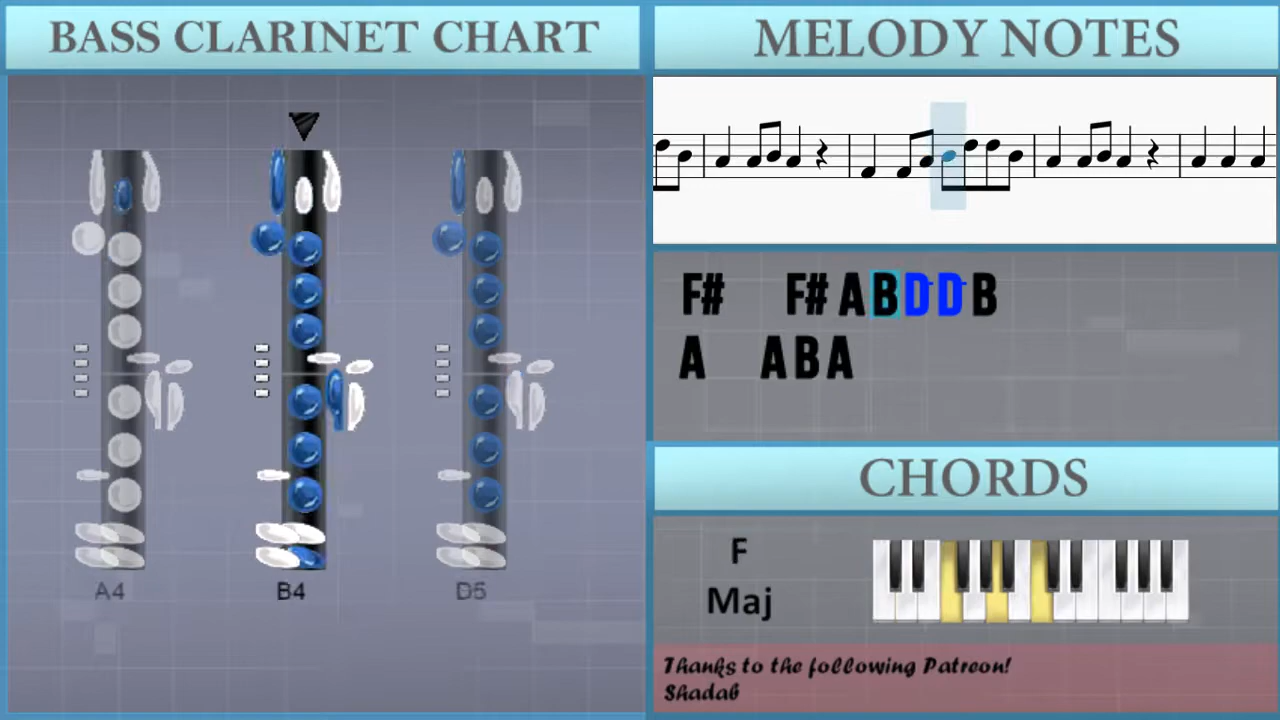 BASS CLARINET CHART
A4
B4
D5
MELODY NOTES
F# F# A B D D B
A A B A
CHORDS
F
Maj
Thanks to the following Patreon!
Shadab